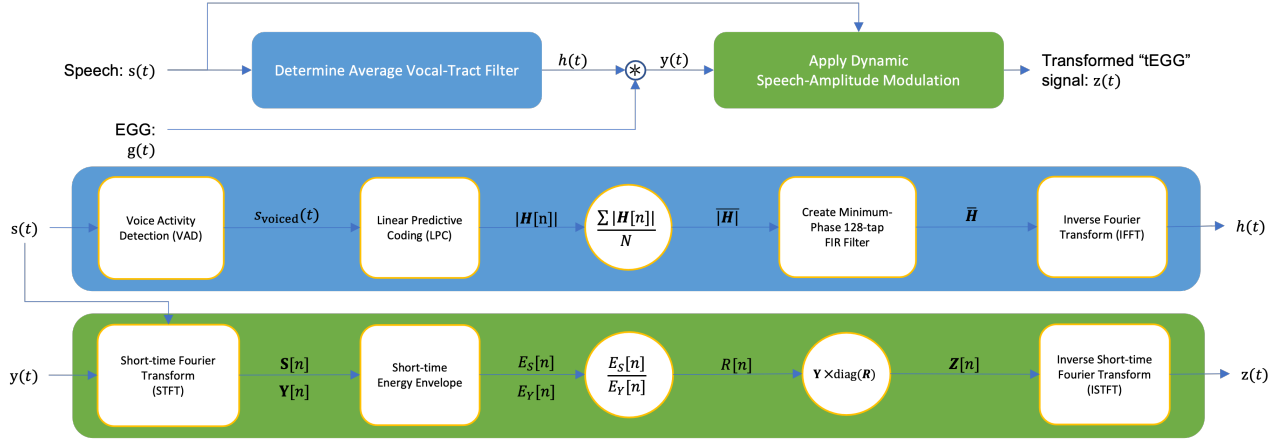 Speech: s(t)
Determine Average Vocal-Tract Filter
h(t)
⊛
y(t)
Apply Dynamic
Speech-Amplitude Modulation
Transformed “tEGG”
signal: z(t)
EGG:
g(t)
s(t)
Voice Activity
Detection (VAD)
s_voiced(t)
Linear Predictive
Coding (LPC)
|H[n]|
∑|H[n]|
N
|H̅|
Create Minimum-
Phase 128-tap
FIR Filter
H̅
Inverse Fourier
Transform (IFFT)
h(t)
y(t)
Short-time Fourier
Transform
(STFT)
S[n]
Y[n]
Short-time
Energy Envelope
E_S[n]
E_Y[n]
E_S[n]
E_Y[n]
R[n]
Y ×diag(R)
Z[n]
Inverse Short-time
Fourier Transform
(ISTFT)
z(t)